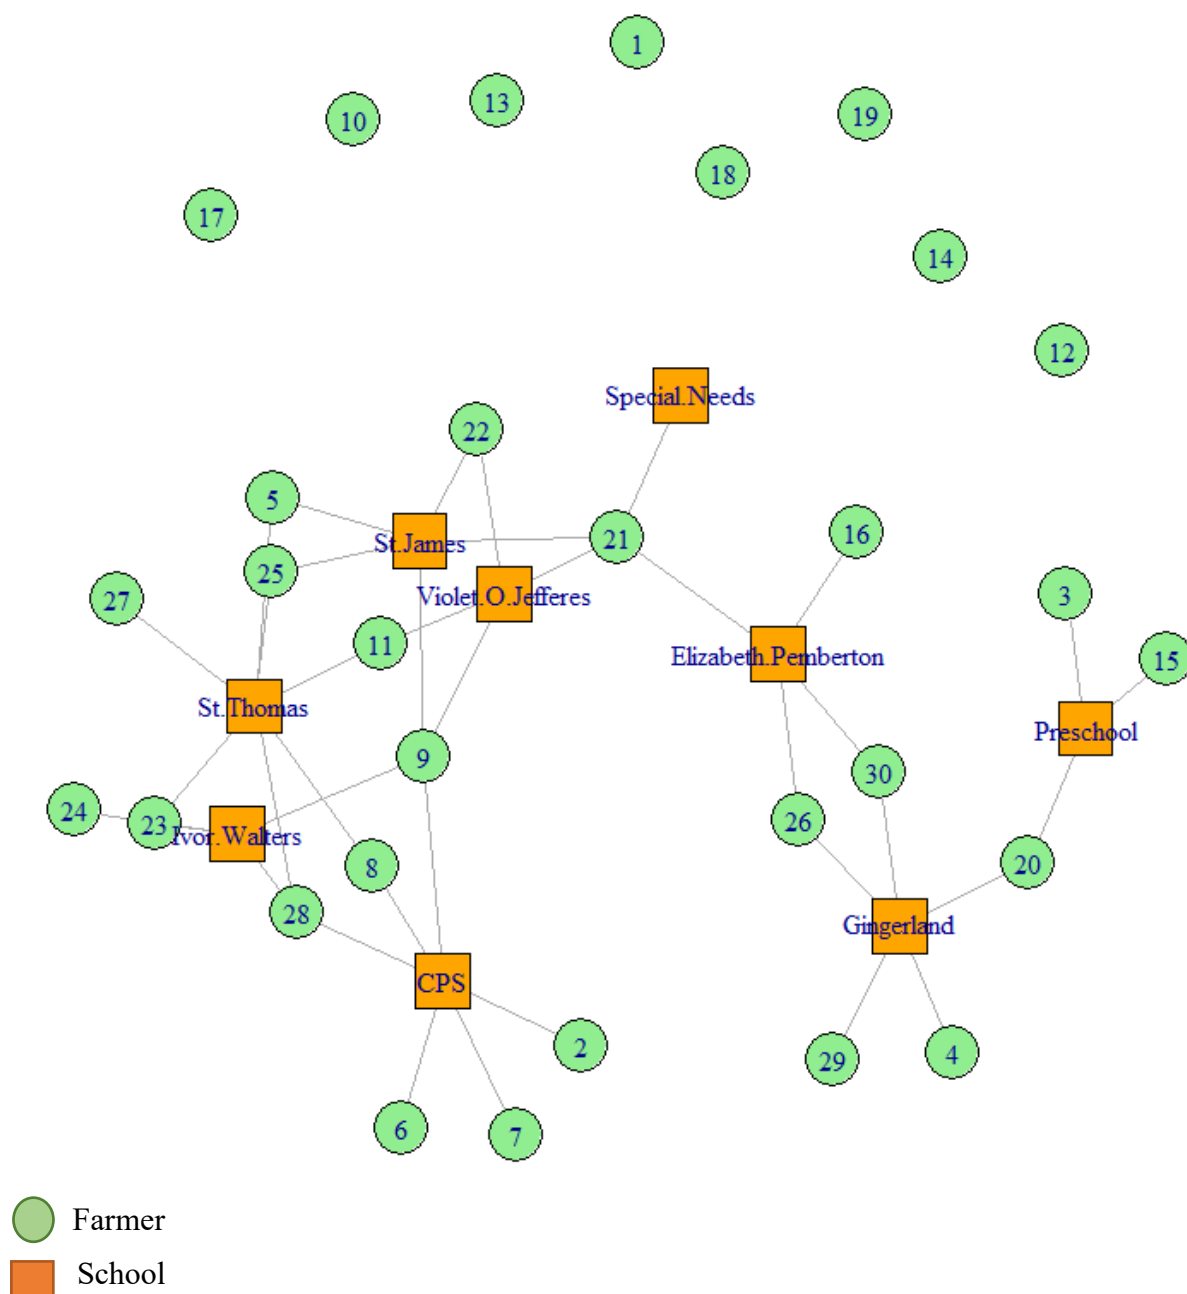 1
13
19
10
18
17
14
12
Special.Needs
22
5
16
21
St.James
25
3
27
Violet.O.Jefferes
11
Elizabeth.Pemberton
15
St.Thomas
Preschool
9
30
24
23
26
Ivor.Walters
20
8
28
Gingerland
CPS
2
4
29
6
7
Farmer
School